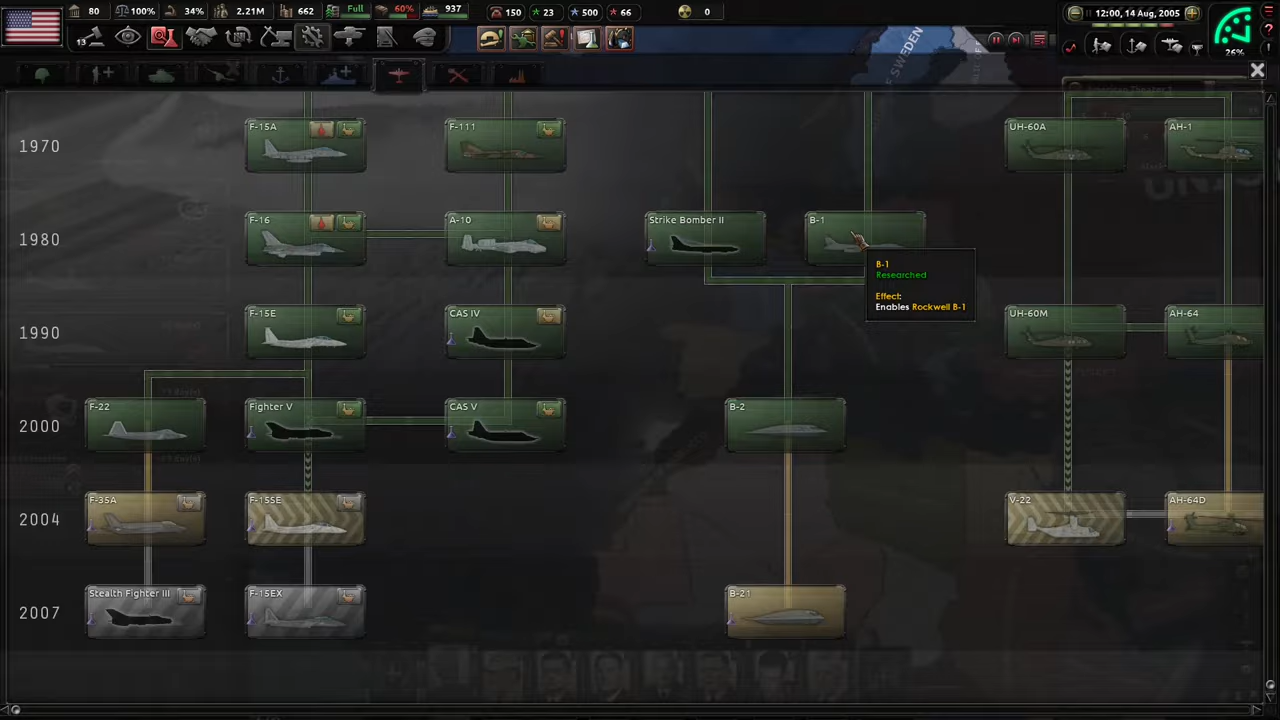 80 100% 34% 2.21M 662 Full 60% 937 150 23 500 66 0 12:00, 14 Aug, 2005
13
26%
SWEDEN
1970 F-15A F-111 UH-60A AH-1
1980 F-16 A-10 Strike Bomber II B-1
B-1
Researched
Effect:
Enables Rockwell B-1
1990 F-15E CAS IV UH-60M AH-64
2000 F-22 Fighter V CAS V B-2
2004 F-35A F-15SE V-22 AH-64D
2007 Stealth Fighter III F-15EX B-21